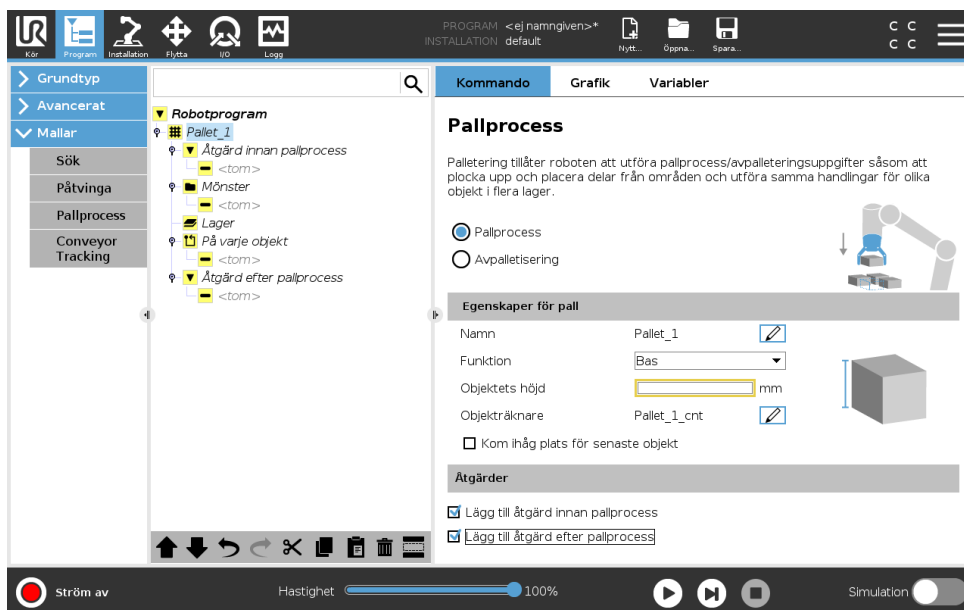 UR
Kör
Program
Installation
Flytta
I/O
Logg
PROGRAM <ej namngiven>*
INSTALLATION default
Nytt...
Öppna...
Spara...
C C
C C
Grundtyp
Avancerat
Mallar
Sök
Påtvinga
Pallprocess
Conveyor
Tracking
Robotprogram
Pallet_1
Åtgärd innan pallprocess
<tom>
Mönster
<tom>
Lager
På varje objekt
<tom>
Åtgärd efter pallprocess
<tom>
Kommando
Grafik
Variabler
Pallprocess
Palletering tillåter roboten att utföra pallprocess/avpalleteringsuppgifter såsom att
plocka upp och placera delar från områden och utföra samma handlingar för olika
objekt i flera lager.
Pallprocess
Avpalletisering
Egenskaper för pall
Namn Pallet_1
Funktion Bas
Objektets höjd mm
Objekträknare Pallet_1_cnt
Kom ihåg plats för senaste objekt
Åtgärder
Lägg till åtgärd innan pallprocess
Lägg till åtgärd efter pallprocess
Ström av
Hastighet 100%
Simulation